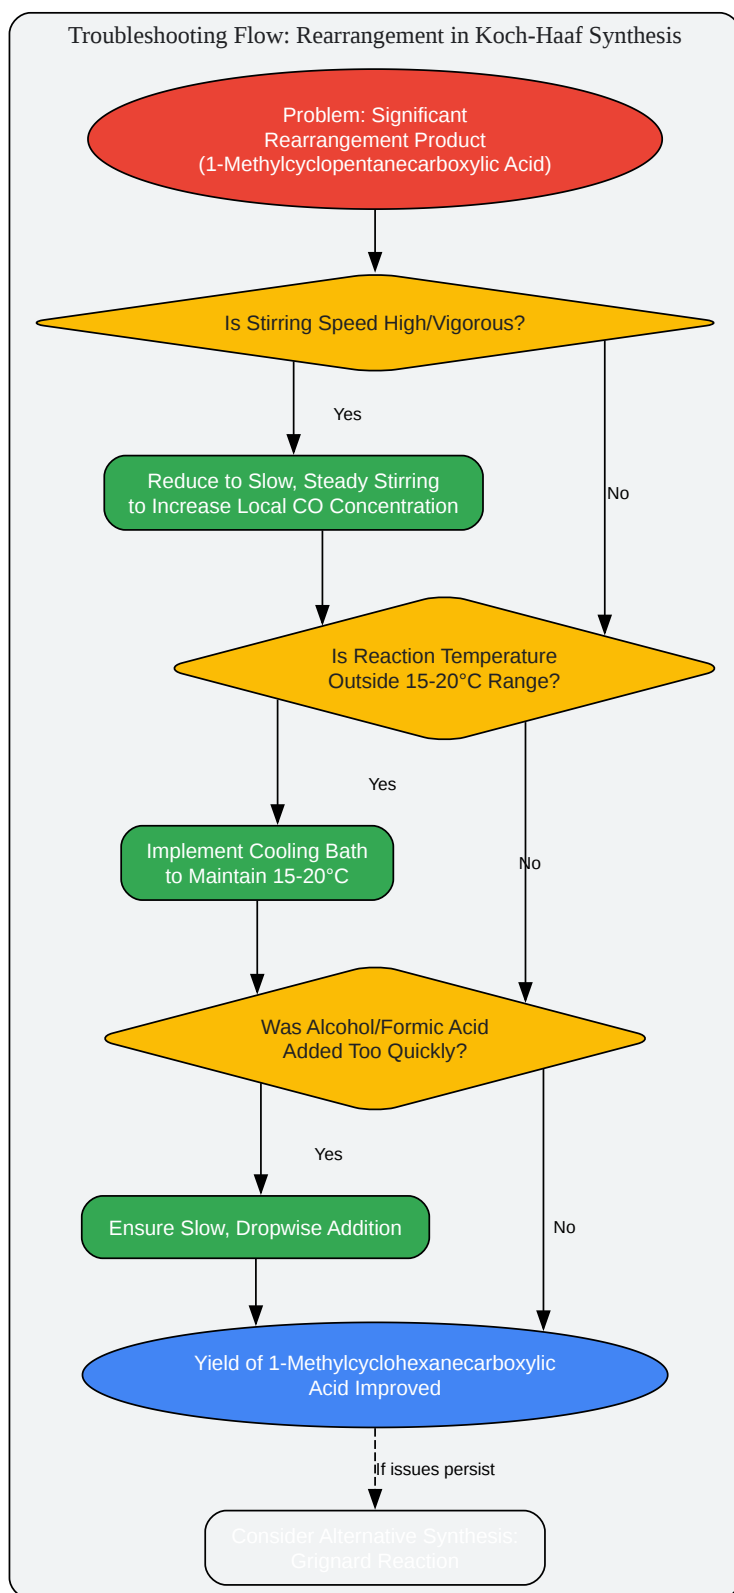 Troubleshooting Flow: Rearrangement in Koch-Haaf Synthesis
Problem: Significant
Rearrangement Product
(1-Methylcyclopentanecarboxylic Acid)
Is Stirring Speed High/Vigorous?
Yes
Reduce to Slow, Steady Stirring
to Increase Local CO Concentration
No
Is Reaction Temperature
Outside 15-20°C Range?
Yes
Implement Cooling Bath
to Maintain 15-20°C
No
Was Alcohol/Formic Acid
Added Too Quickly?
Yes
Ensure Slow, Dropwise Addition
No
Yield of 1-Methylcyclohexanecarboxylic
Acid Improved
If issues persist
Consider Alternative Synthesis:
Grignard Reaction